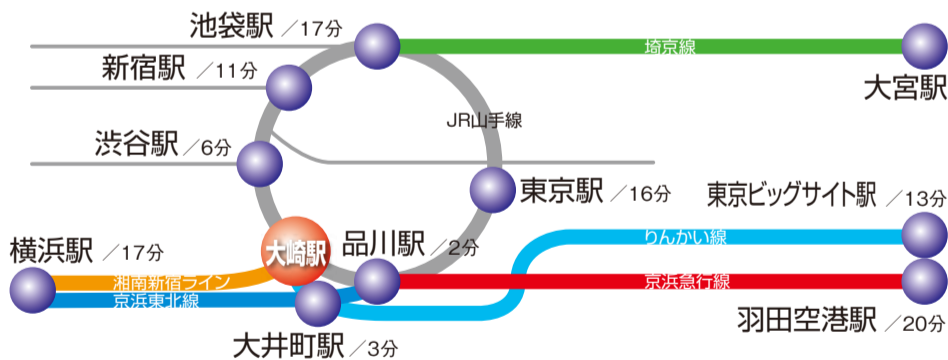 池袋駅／17分
埼京線
新宿駅／11分
大宮駅
JR山手線
渋谷駅／6分
東京駅／16分
東京ビッグサイト駅／13分
大崎駅
品川駅／2分
りんかい線
横浜駅／17分
湘南新宿ライン
京浜急行線
京浜東北線
羽田空港駅／20分
大井町駅／3分